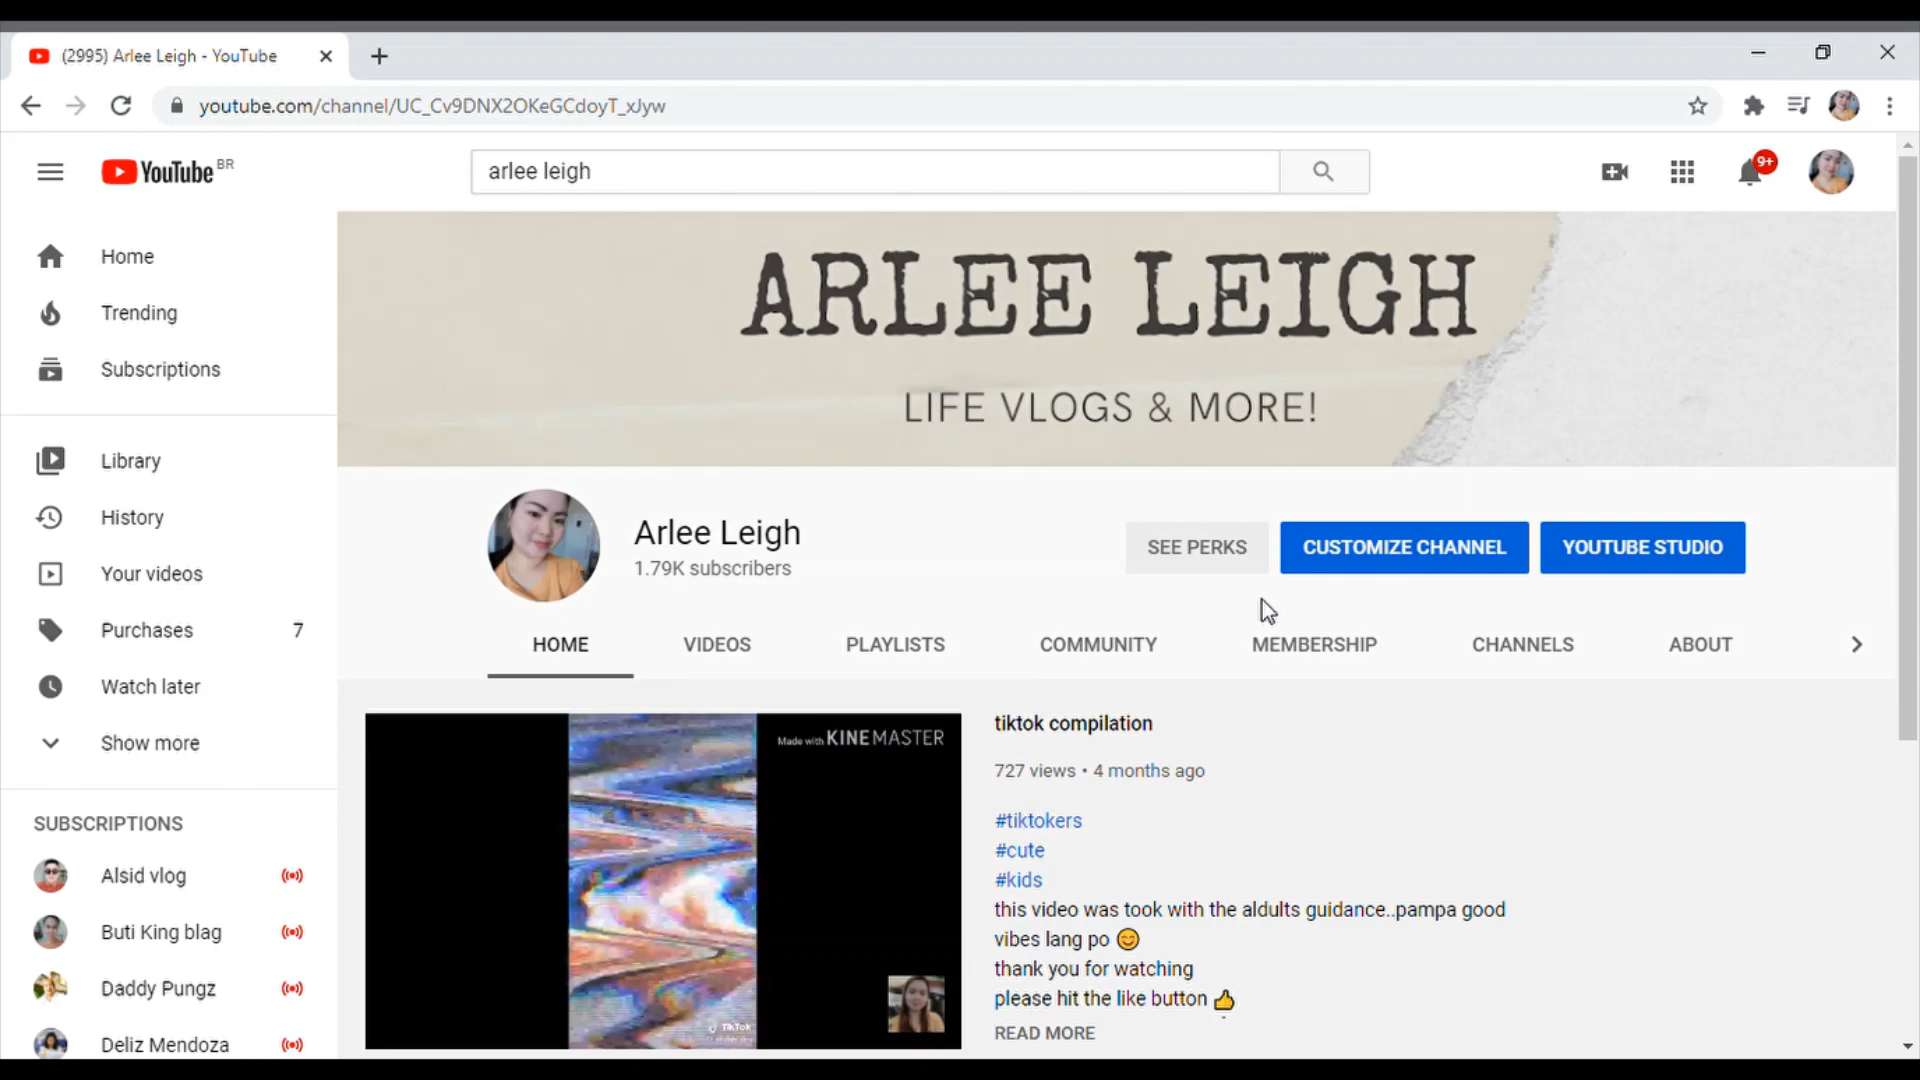 (2995) Arlee Leigh - YouTube
youtube.com/channel/UC_Cv9DNX2OKeGCdoyT_xJyw
YouTube BR
arlee leigh
9+
Home
Trending
Subscriptions
Library
History
Your videos
Purchases 7
Watch later
Show more
SUBSCRIPTIONS
Alsid vlog
Buti King blag
Daddy Pungz
Deliz Mendoza
ARLEE LEIGH
LIFE VLOGS & MORE!
Arlee Leigh
1.79K subscribers
SEE PERKS
CUSTOMIZE CHANNEL
YOUTUBE STUDIO
HOME VIDEOS PLAYLISTS COMMUNITY MEMBERSHIP CHANNELS ABOUT
Made with KINEMASTER
TikTok
tiktok compilation
727 views • 4 months ago
#tiktokers
#cute
#kids
this video was took with the aldults guidance..pampa good
vibes lang po 😊
thank you for watching
please hit the like button 👍
READ MORE